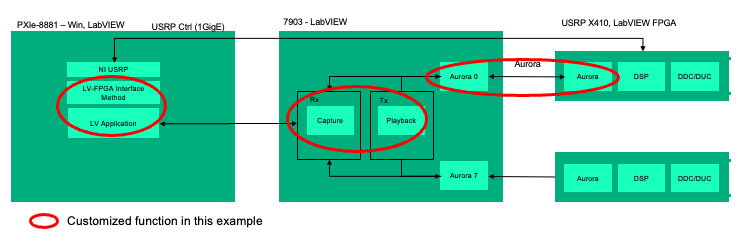 PXIe-8881 – Win, LabVIEW
USRP Ctrl (1GigE)
7903 - LabVIEW
USRP X410, LabVIEW FPGA
NI USRP
LV-FPGA Interface
Method
LV Application
Rx
Capture
Tx
Playback
Aurora 0
Aurora
Aurora
DSP
DDC/DUC
Aurora 7
Aurora
DSP
DDC/DUC
Customized function in this example